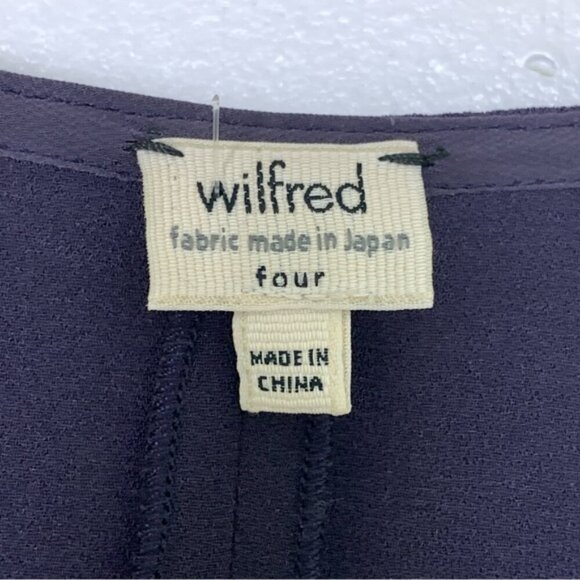 wilfred
fabric made in Japan
four
MADE IN
CHINA